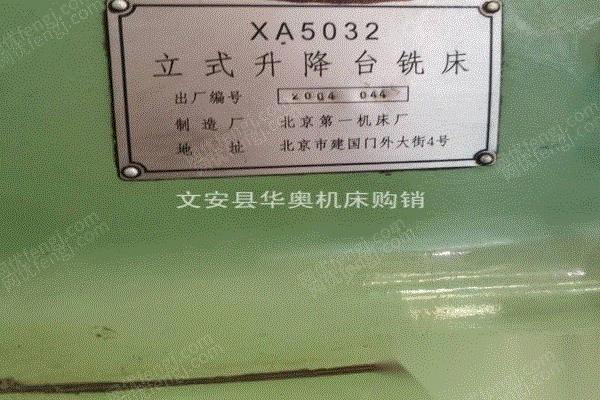 XA5032
立式升降台铣床
出厂编号 2004 044
制造厂 北京第一机床厂
地址 北京市建国门外大街4号
文安县华奥机床购销